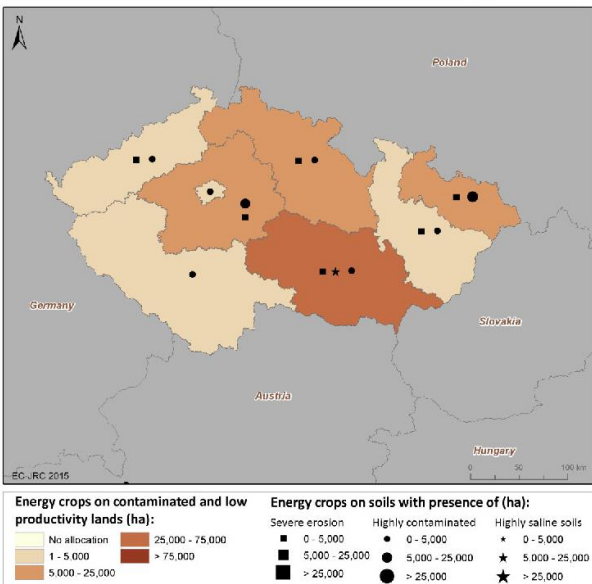 N
Poland
Germany
Slovakia
Austria
Hungary
EC-JRC 2015
0 50 100 km
Energy crops on contaminated and low
productivity lands (ha):
No allocation
1 - 5,000
5,000 - 25,000
25,000 - 75,000
> 75,000
Energy crops on soils with presence of (ha):
Severe erosion
0 - 5,000
5,000 - 25,000
> 25,000
Highly contaminated
0 - 5,000
5,000 - 25,000
> 25,000
Highly saline soils
0 - 5,000
5.000 - 25,000
> 25,000